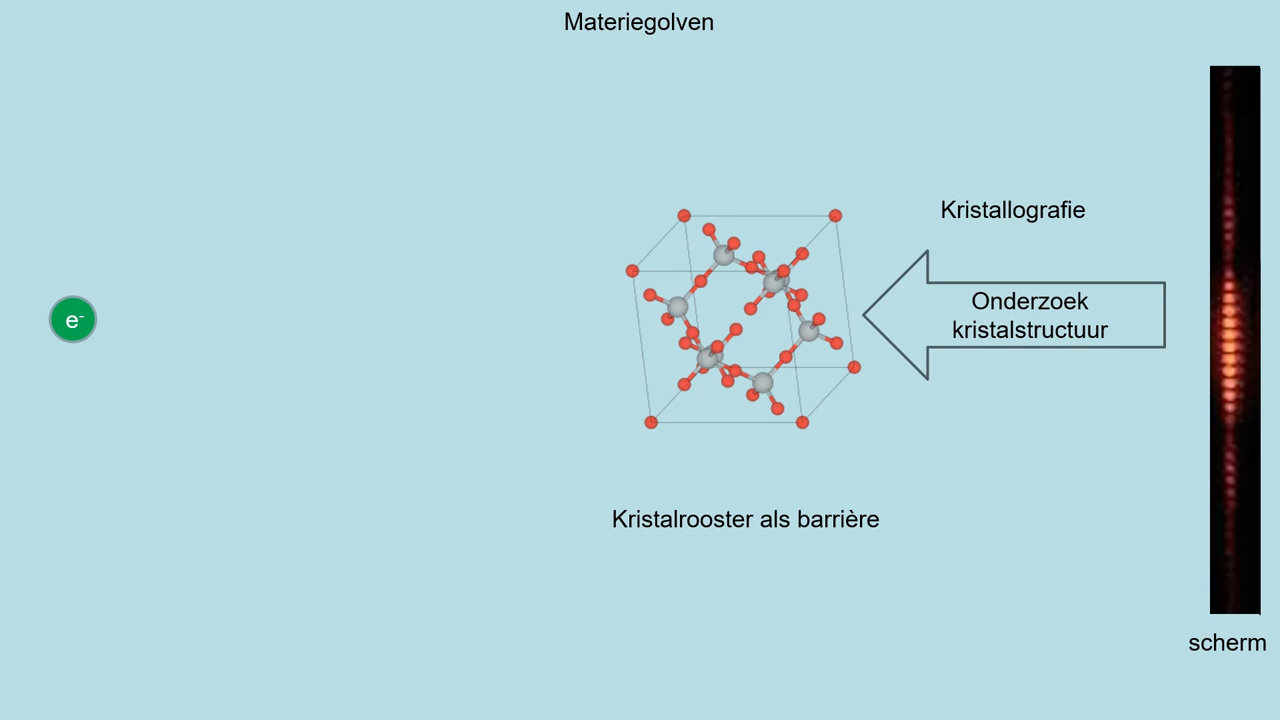 Materiegolven
Kristallografie
Onderzoek
kristalstructuur
e⁻
Kristalrooster als barrière
scherm